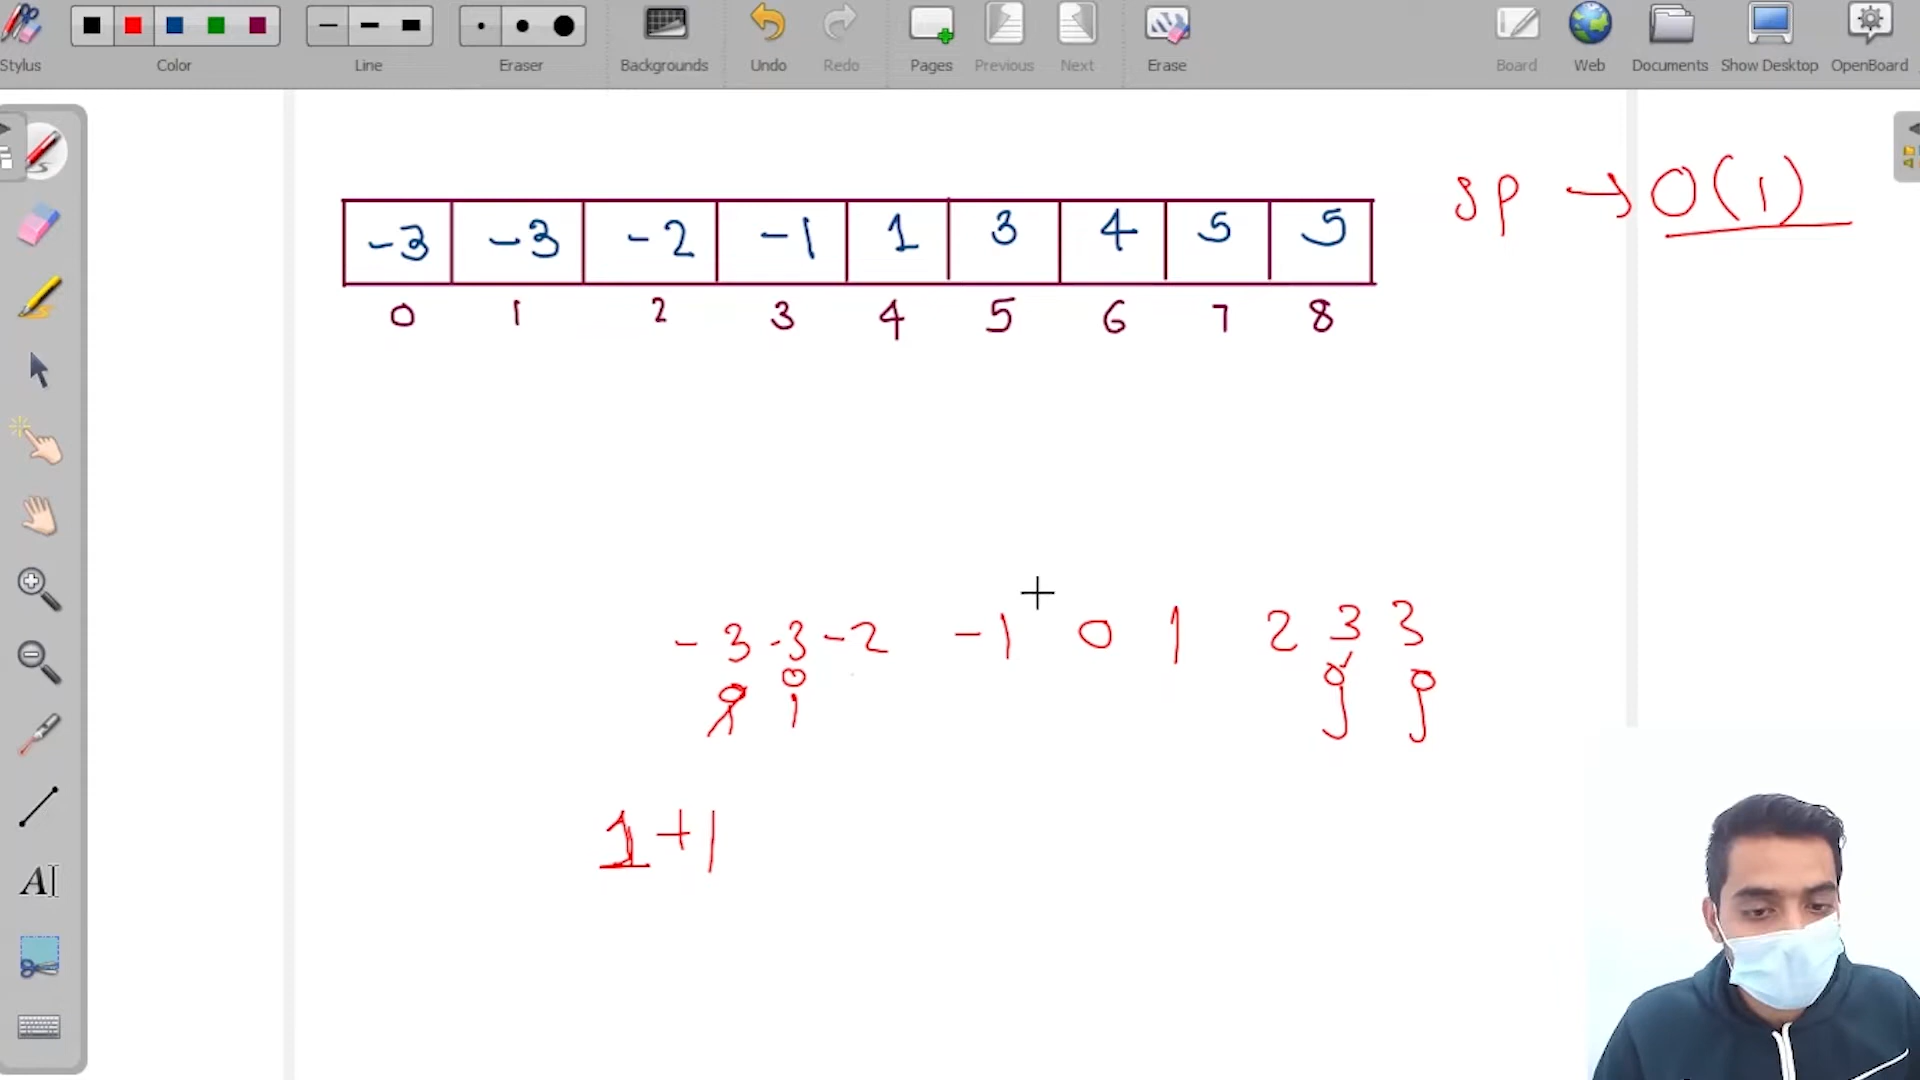 Stylus Color Line Eraser Backgrounds Undo Redo Pages Previous Next Erase Board Web Documents Show Desktop OpenBoard
sp → O(1)
-3 -3 -2 -1 1 3 4 5 5
0 1 2 3 4 5 6 7 8
-3 -3 -2 -1 0 1 2 3 3
i i j j
1+1
A